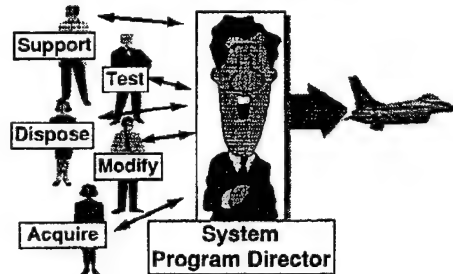 Support
Test
Dispose
Modify
Acquire
System
Program Director